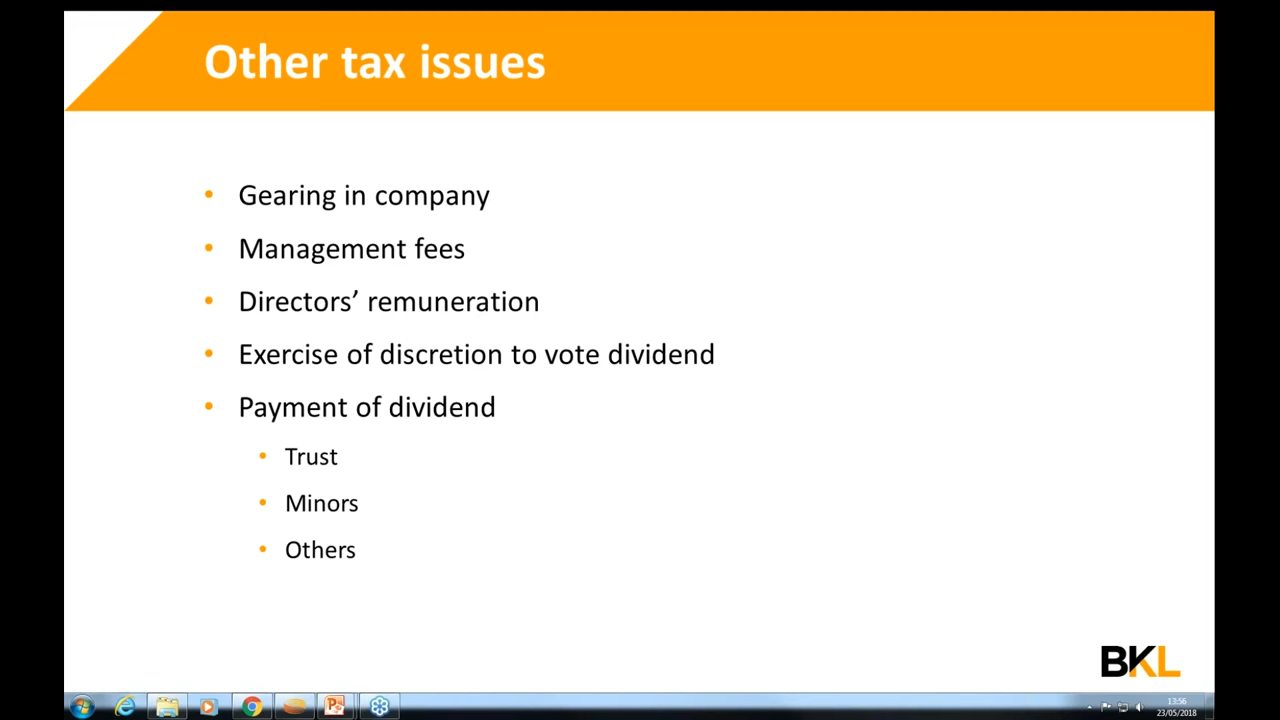 Other tax issues
• Gearing in company
• Management fees
• Directors’ remuneration
• Exercise of discretion to vote dividend
• Payment of dividend
• Trust
• Minors
• Others
BKL
13:56
23/05/2018